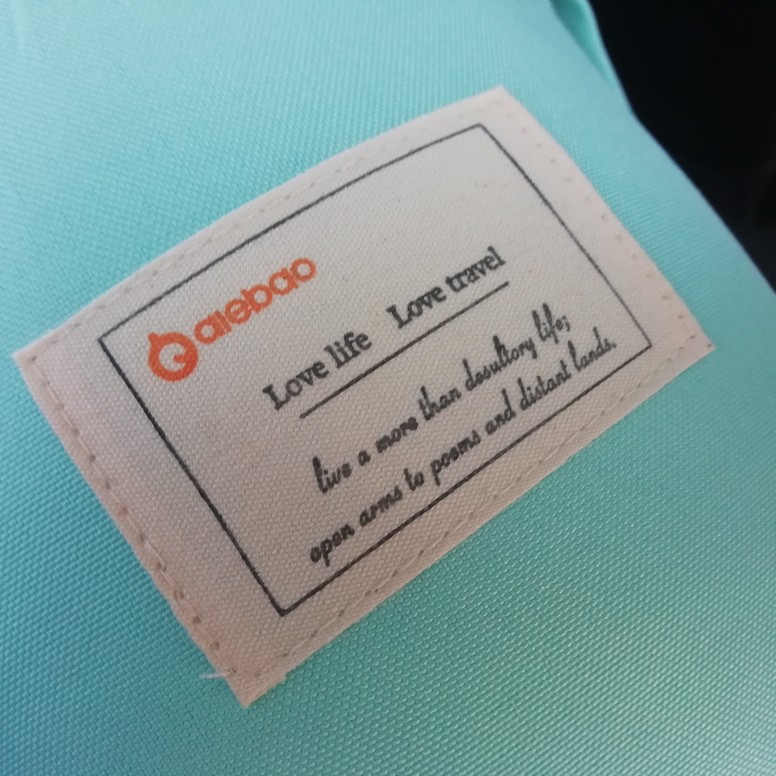 aiebao
Love life Love travel
live a more than desultory life;
open arms to poems and distant lands.